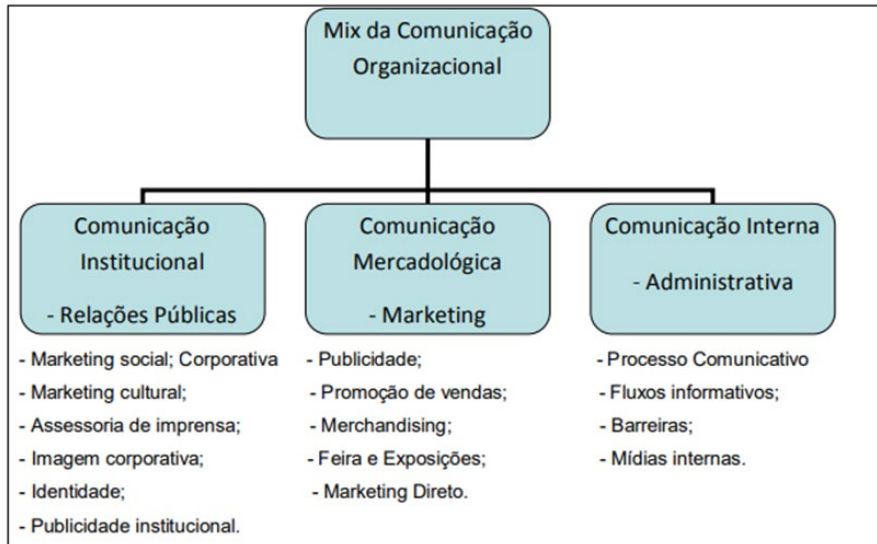 Mix da Comunicação
Organizacional
Comunicação
Institucional
- Relações Públicas
Comunicação
Mercadológica
- Marketing
Comunicação Interna
- Administrativa
- Marketing social; Corporativa
- Marketing cultural;
- Assessoria de imprensa;
- Imagem corporativa;
- Identidade;
- Publicidade institucional.
- Publicidade;
- Promoção de vendas;
- Merchandising;
- Feira e Exposições;
- Marketing Direto.
- Processo Comunicativo
- Fluxos informativos;
- Barreiras;
- Mídias internas.